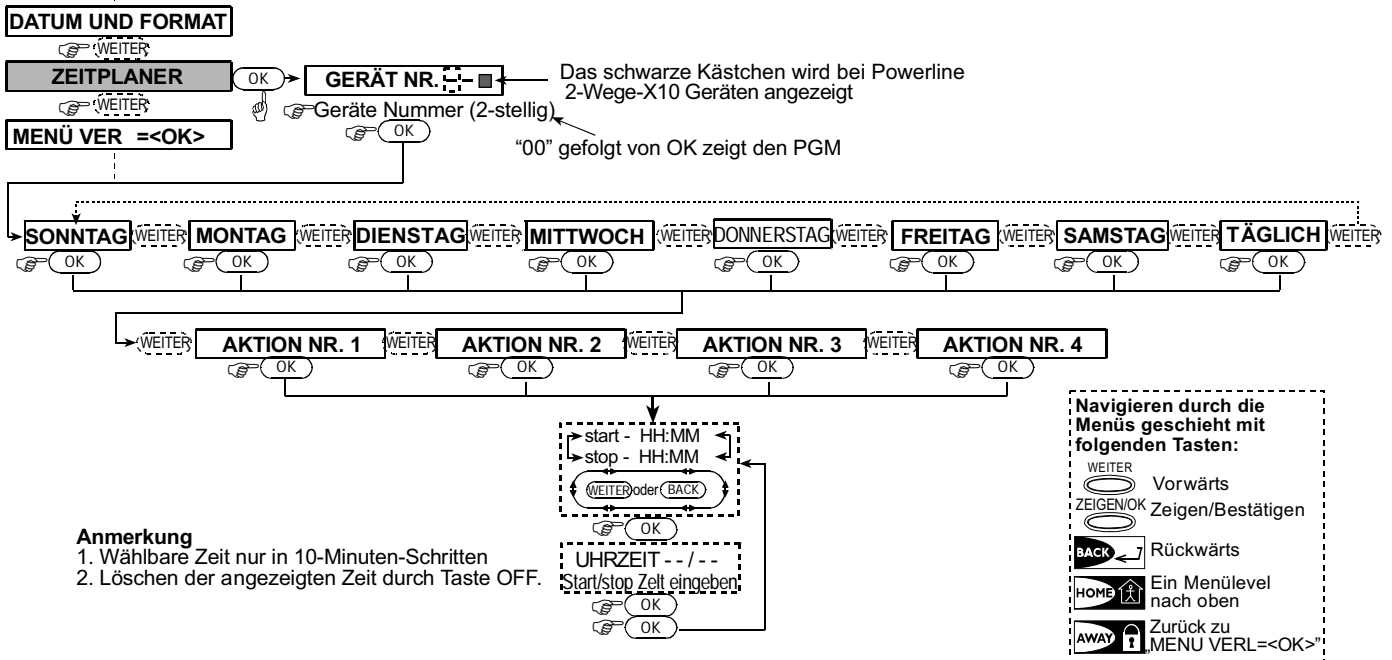 DATUM UND FORMAT
WEITER
ZEITPLANER
OK
GERÄT NR. - - ■
Das schwarze Kästchen wird bei Powerline
2-Wege-X10 Geräten angezeigt
WEITER
Geräte Nummer (2-stellig)
MENÜ VER =<OK>
OK
"00" gefolgt von OK zeigt den PGM
SONNTAG WEITER MONTAG WEITER DIENSTAG WEITER MITTWOCH WEITER DONNERSTAG WEITER FREITAG WEITER SAMSTAG WEITER TÄGLICH WEITER
OK OK OK OK OK OK OK OK
WEITER AKTION NR. 1 WEITER AKTION NR. 2 WEITER AKTION NR. 3 WEITER AKTION NR. 4
OK OK OK OK
start - HH:MM
stop - HH:MM
WEITER oder BACK
OK
UHRZEIT - - / - -
Start/stop Zelt eingeben
OK
OK
Anmerkung
1. Wählbare Zeit nur in 10-Minuten-Schritten
2. Löschen der angezeigten Zeit durch Taste OFF.
Navigieren durch die
Menüs geschieht mit
folgenden Tasten:
WEITER
Vorwärts
ZEIGEN/OK
Zeigen/Bestätigen
BACK
Rückwärts
HOME
Ein Menülevel
nach oben
AWAY
Zurück zu
„MENU VERL=<OK>"